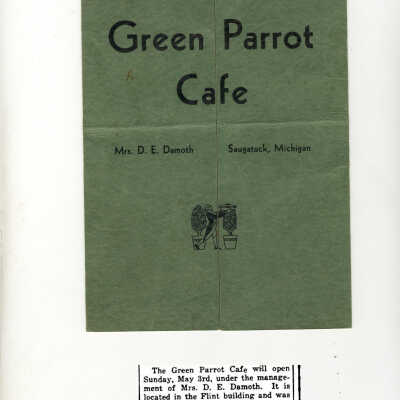 Green Parrot
Cafe
Mrs. D. E. Damoth Saugatuck, Michigan
The Green Parrot Cafe will open
Sunday, May 3rd, under the manage-
ment of Mrs. D. E. Damoth. It is
located in the Flint building and was